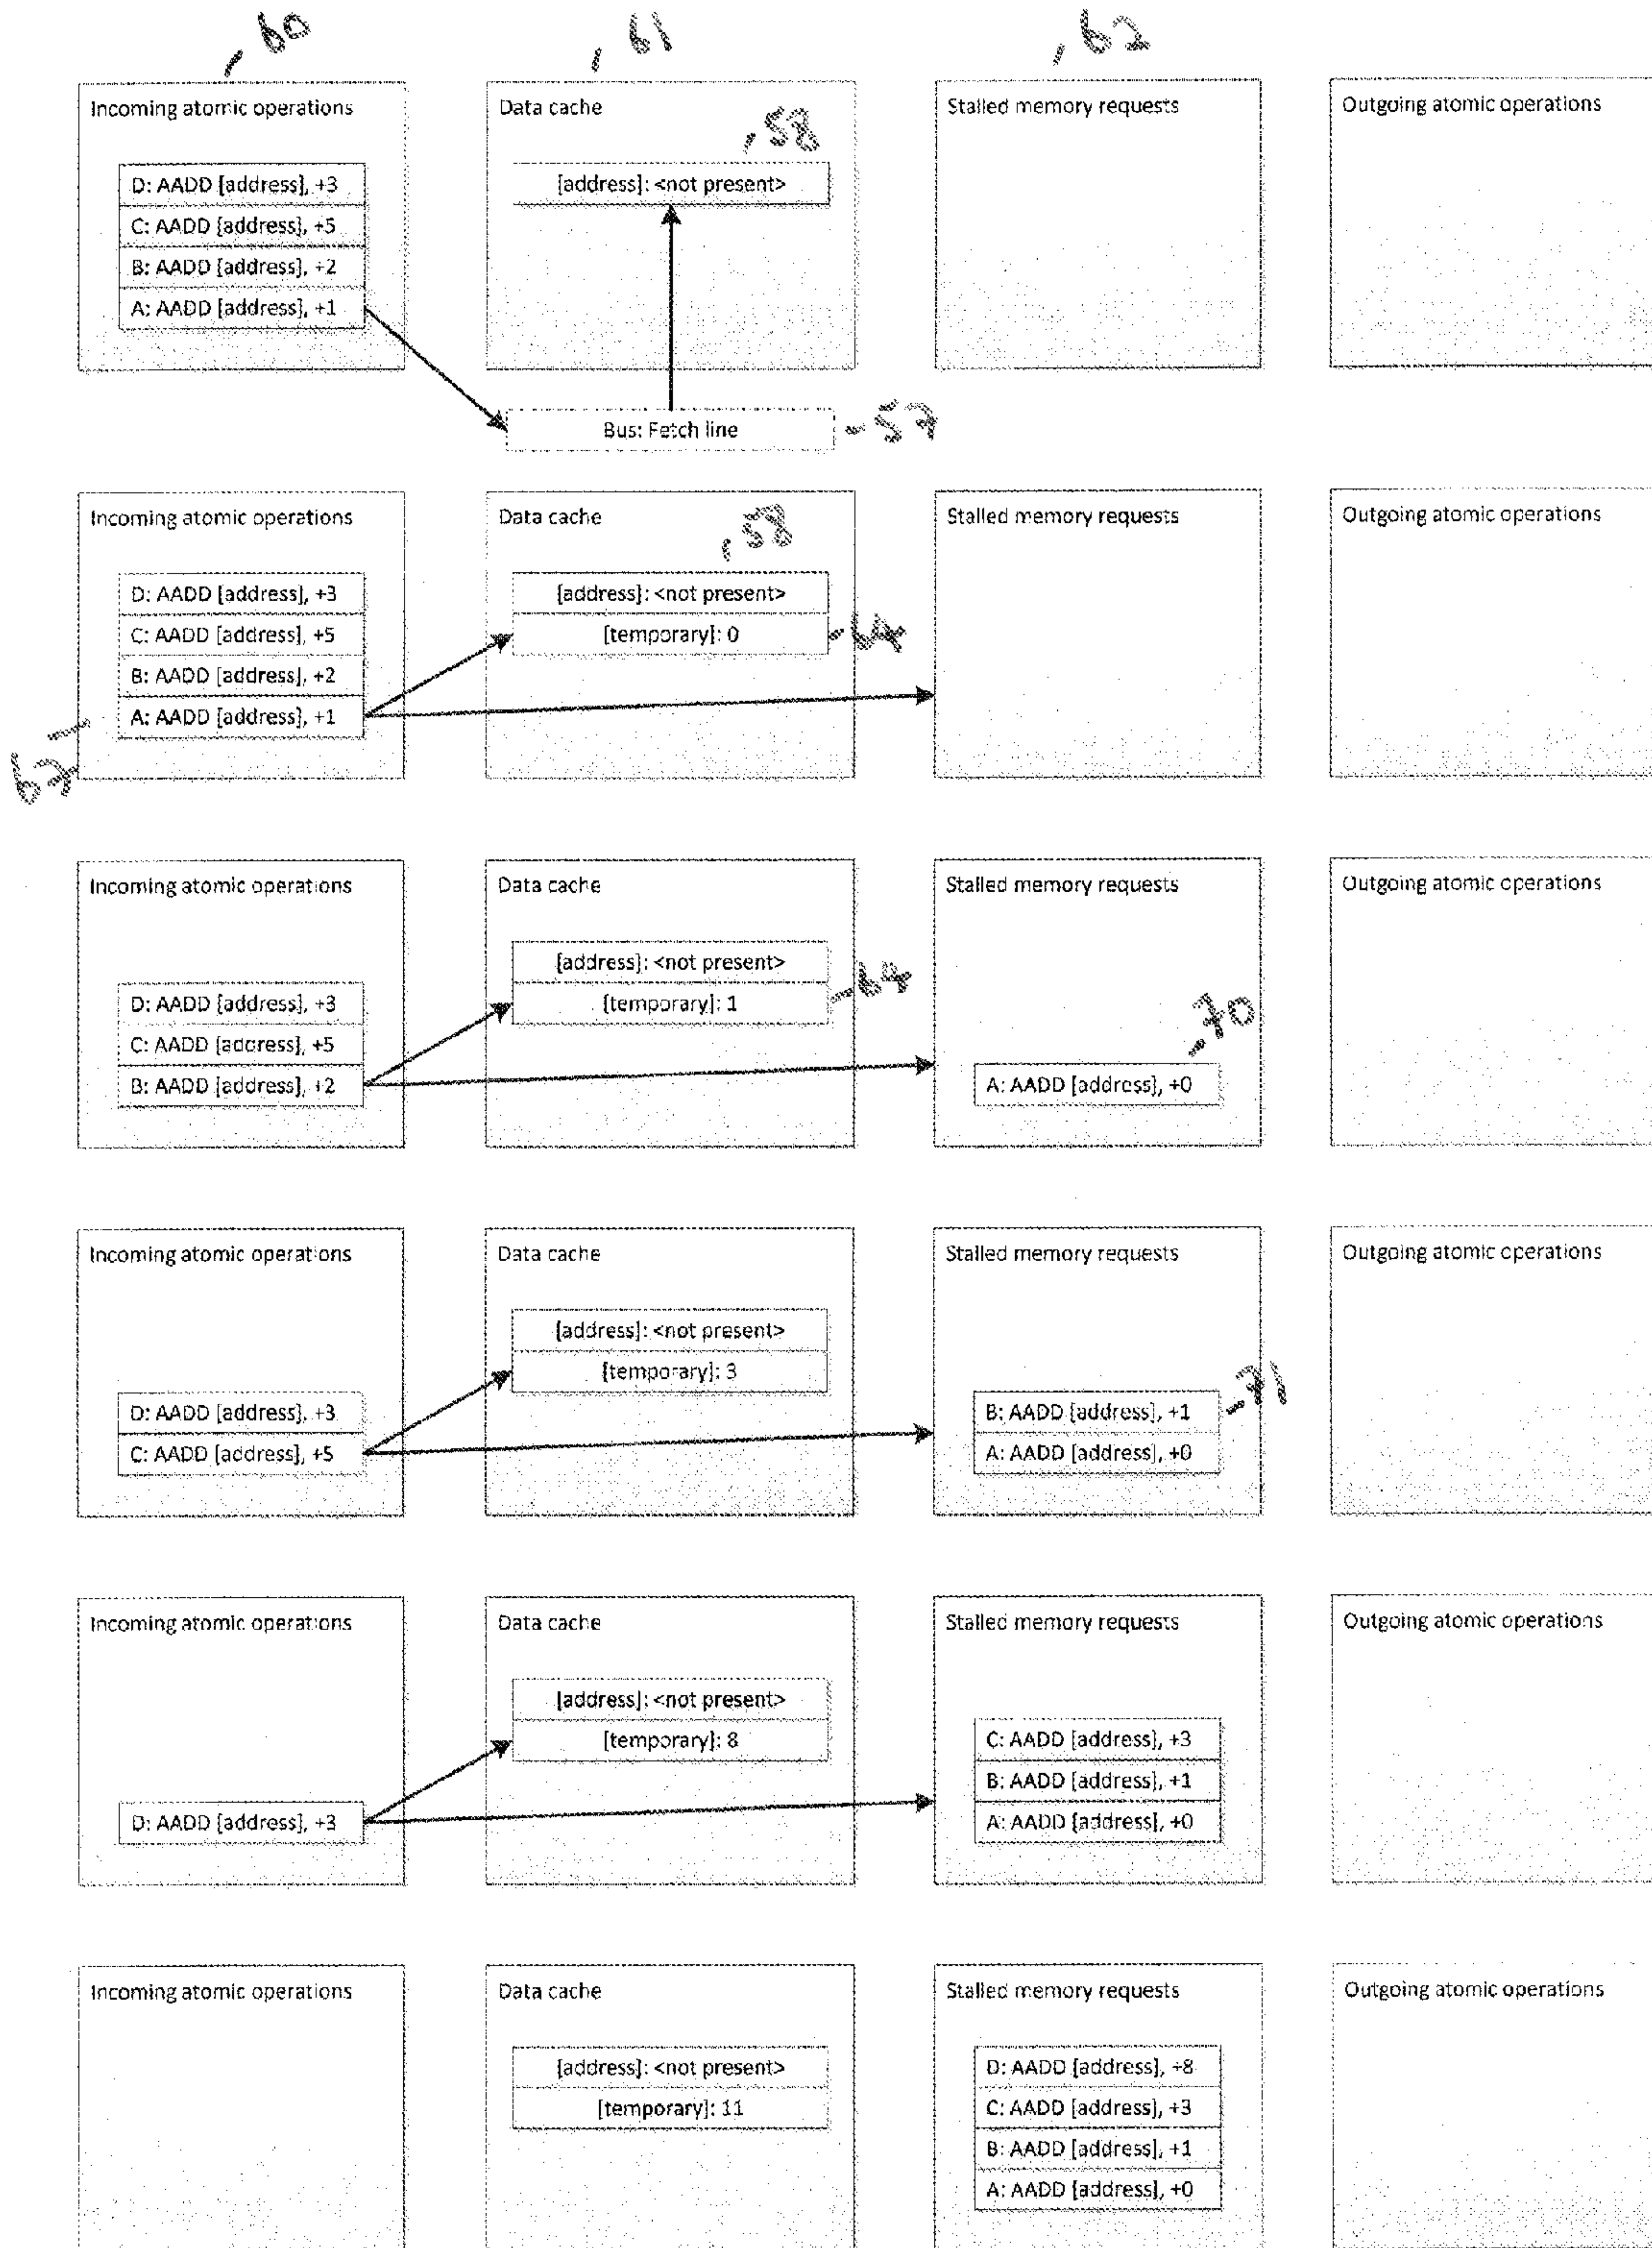 - 60
, 61
, 62
Incoming atomic operations
Data cache
Stalled memory requests
Outgoing atomic operations
, 58
D: AADD [address], +3
[address]: <not present>
C: AADD [address], +5
B: AADD [address], +2
A: AADD [address], +1
Bus: Fetch line
- 57
Incoming atomic operations
Data cache
Stalled memory requests
Outgoing atomic operations
, 58
D: AADD [address], +3
[address]: <not present>
C: AADD [address], +5
[temporary]: 0
- 64
B: AADD [address], +2
A: AADD [address], +1
Incoming atomic operations
Data cache
Stalled memory requests
Outgoing atomic operations
[address]: <not present>
- 64
D: AADD [address], +3
[temporary]: 1
- 70
C: AADD [address], +5
B: AADD [address], +2
A: AADD [address], +0
Incoming atomic operations
Data cache
Stalled memory requests
Outgoing atomic operations
[address]: <not present>
[temporary]: 3
- 71
D: AADD [address], +3
B: AADD [address], +1
C: AADD [address], +5
A: AADD [address], +0
Incoming atomic operations
Data cache
Stalled memory requests
Outgoing atomic operations
[address]: <not present>
[temporary]: 8
C: AADD [address], +3
B: AADD [address], +1
D: AADD [address], +3
A: AADD [address], +0
Incoming atomic operations
Data cache
Stalled memory requests
Outgoing atomic operations
[address]: <not present>
D: AADD [address], +8
[temporary]: 11
C: AADD [address], +3
B: AADD [address], +1
A: AADD [address], +0